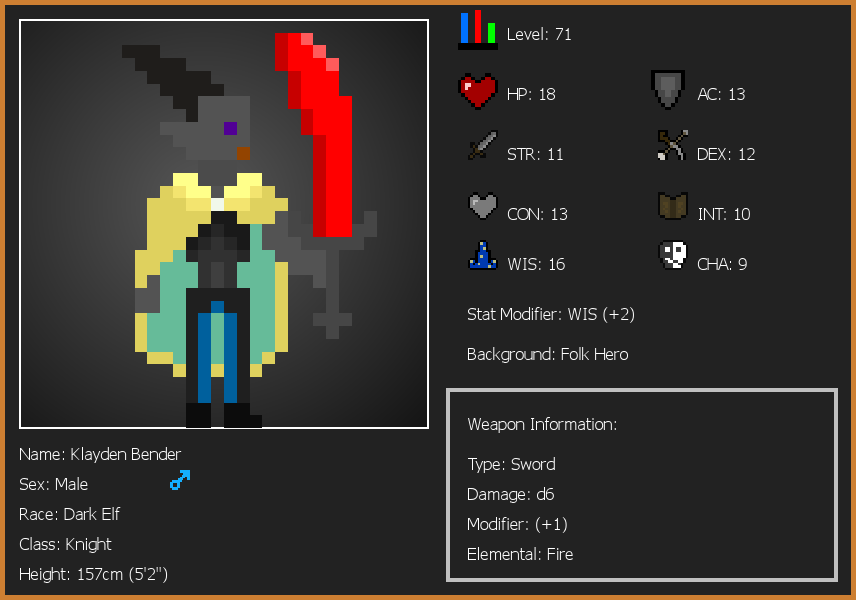 Level: 71
HP: 18
AC: 13
STR: 11
DEX: 12
CON: 13
INT: 10
WIS: 16
CHA: 9
Stat Modifier: WIS (+2)
Background: Folk Hero
Weapon Information:
Type: Sword
Damage: d6
Modifier: (+1)
Elemental: Fire
Name: Klayden Bender
Sex: Male
Race: Dark Elf
Class: Knight
Height: 157cm (5'2")